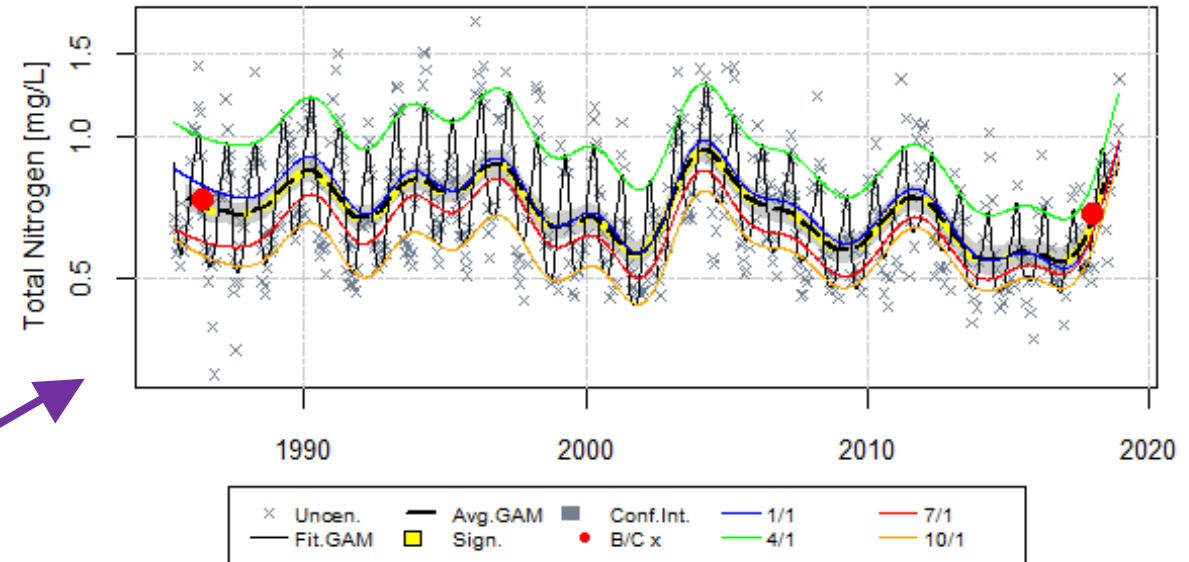 Total Nitrogen [mg/L]
1.5
1.0
0.5
1990 2000 2010 2020
Uncen. Avg.GAM Conf.Int. 1/1 7/1
Fit.GAM Sign. B/C x 4/1 10/1